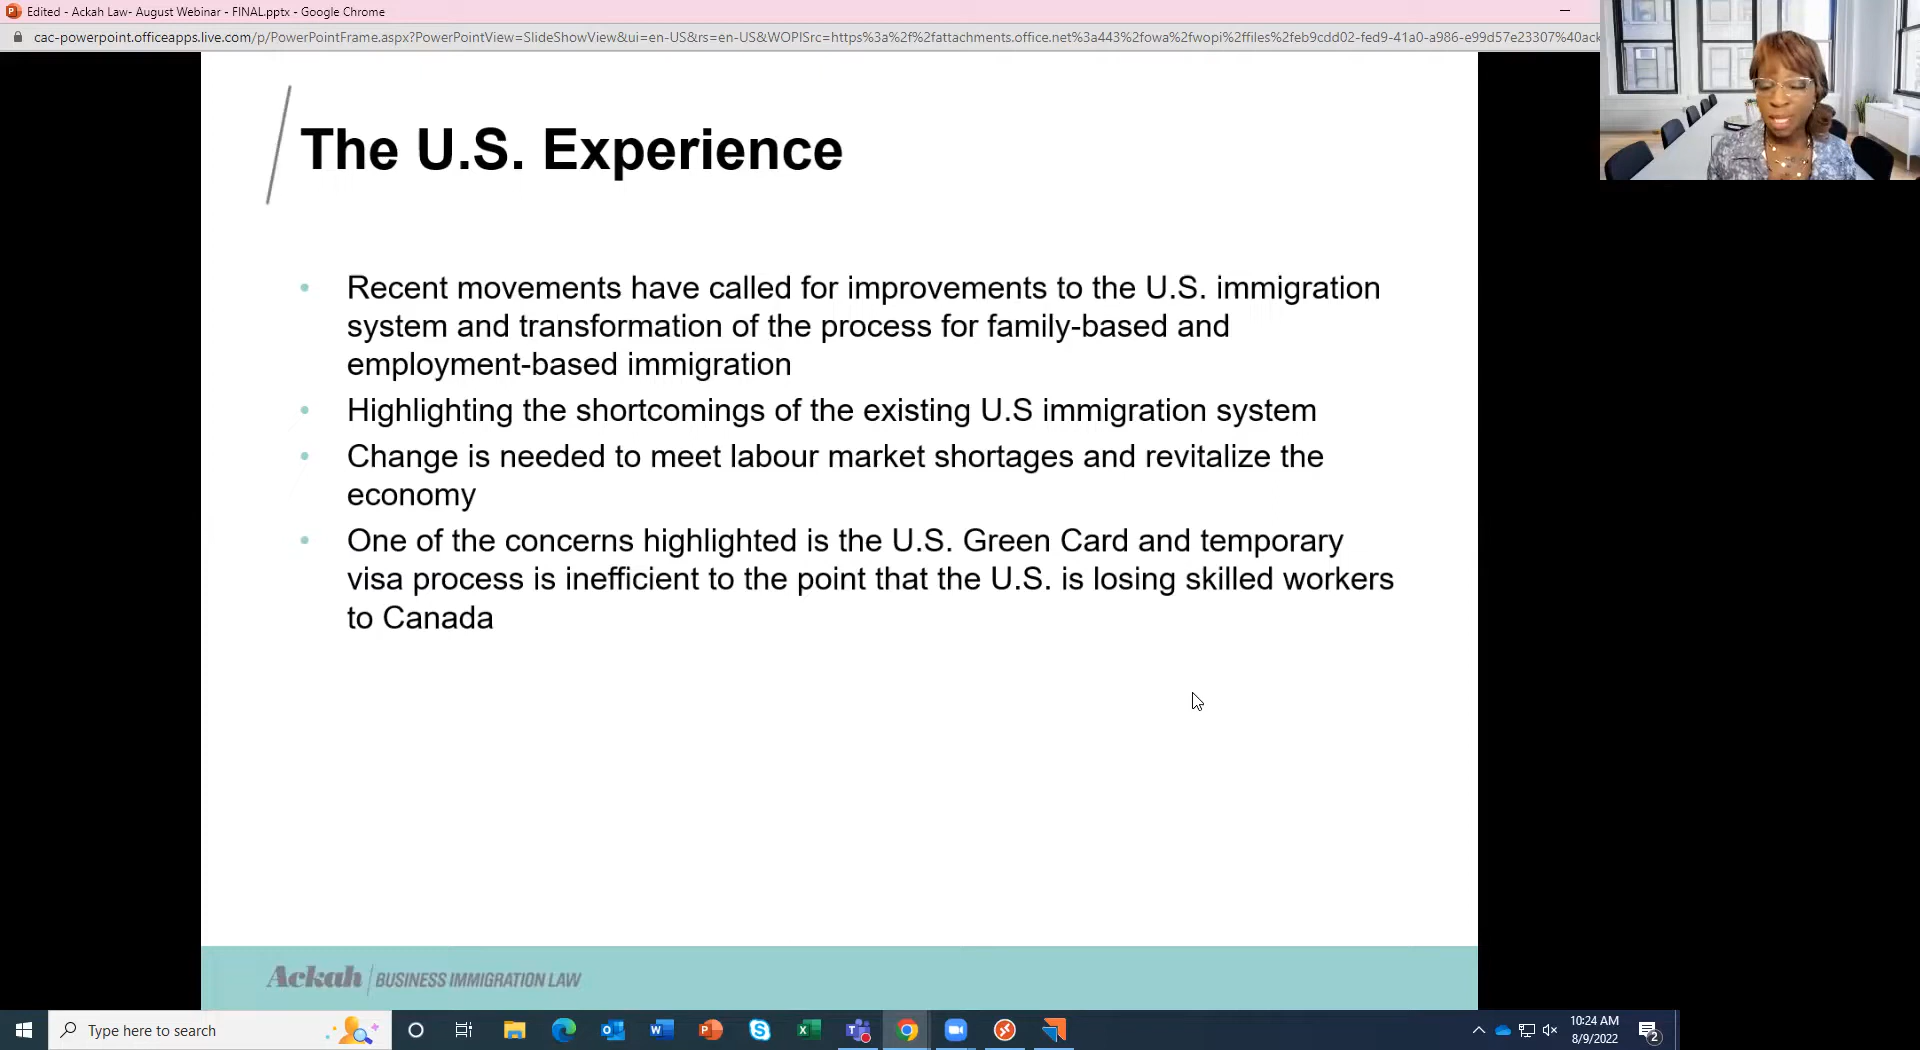 Edited - Ackah Law- August Webinar - FINAL.pptx - Google Chrome
cac-powerpoint.officeapps.live.com/p/PowerPointFrame.aspx?PowerPointView=SlideShowView&ui=en-US&rs=en-US&WOPISrc=https%3a%2f%2fattachments.office.net%3a443%2fowa%2fwopi%2ffiles%2feb9cdd02-fed9-41a0-a986-e99d57e23307%40ack
The U.S. Experience
• Recent movements have called for improvements to the U.S. immigration
system and transformation of the process for family-based and
employment-based immigration
• Highlighting the shortcomings of the existing U.S immigration system
• Change is needed to meet labour market shortages and revitalize the
economy
• One of the concerns highlighted is the U.S. Green Card and temporary
visa process is inefficient to the point that the U.S. is losing skilled workers
to Canada
Ackah | BUSINESS IMMIGRATION LAW
Type here to search
10:24 AM
8/9/2022
2